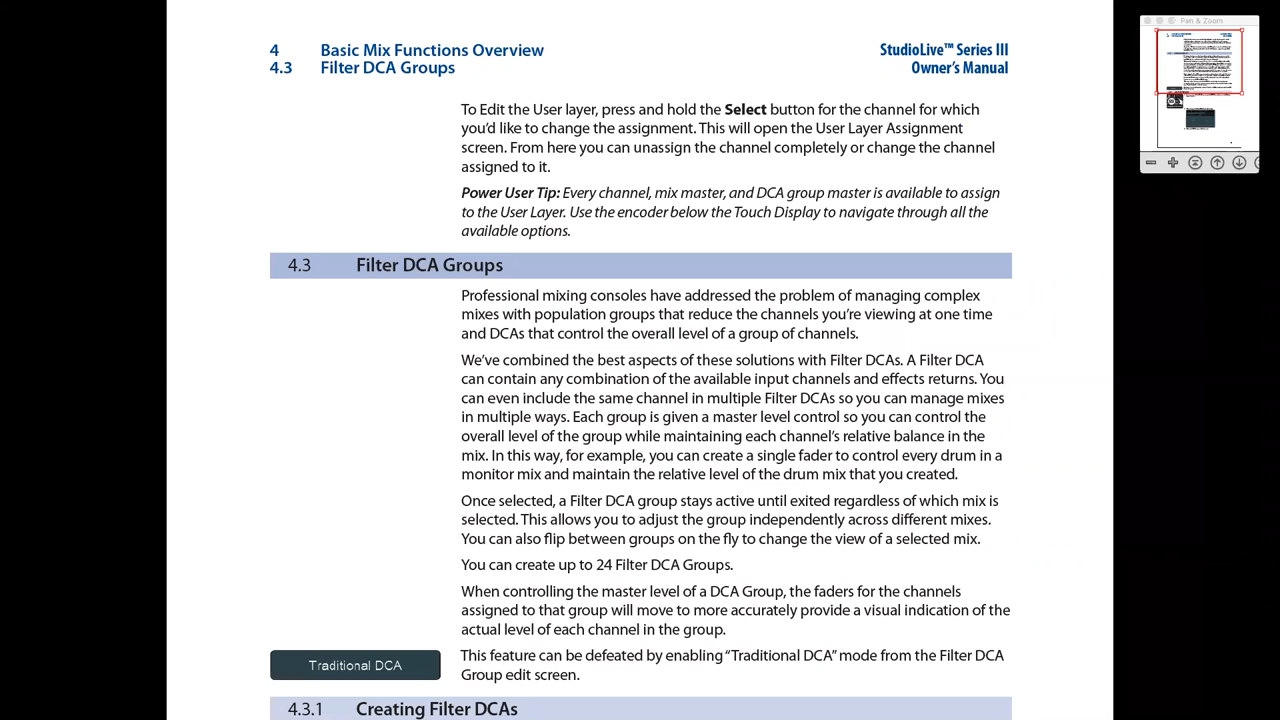 4 Basic Mix Functions Overview
4.3 Filter DCA Groups
StudioLive™ Series III
Owner's Manual
Pan & Zoom
To edit the User layer, press and hold the Select button for the channel for which
you'd like to change the assignment. This will open the User Layer Assignment
screen. From here you can unassign the channel completely or change the channel
assigned to it.
Power User Tip: Every channel, mix master, and DCA group master is available to assign
to the User Layer. Use the encoder below the Touch Display to navigate through all the
available options.
4.3 Filter DCA Groups
Professional mixing consoles have addressed the problem of managing complex
mixes with population groups that reduce the channels you're viewing at one time
and DCAs that control the overall level of a group of channels.
We've combined the best aspects of these solutions with Filter DCAs. A Filter DCA
can contain any combination of the available input channels and effects returns. You
can even include the same channel in multiple Filter DCAs so you can manage mixes
in multiple ways. Each group is given a master level control so you can control the
overall level of the group while maintaining each channel's relative balance in the
mix. In this way, for example, you can create a single fader to control every drum in a
monitor mix and maintain the relative level of the drum mix that you created.
Once selected, a Filter DCA group stays active until exited regardless of which mix is
selected. This allows you to adjust the group independently across different mixes.
You can also flip between groups on the fly to change the view of a selected mix.
You can create up to 24 Filter DCA Groups.
When controlling the master level of a DCA Group, the faders for the channels
assigned to that group will move to more accurately provide a visual indication of the
actual level of each channel in the group.
Traditional DCA
This feature can be defeated by enabling "Traditional DCA" mode from the Filter DCA
Group edit screen.
4.3.1 Creating Filter DCAs